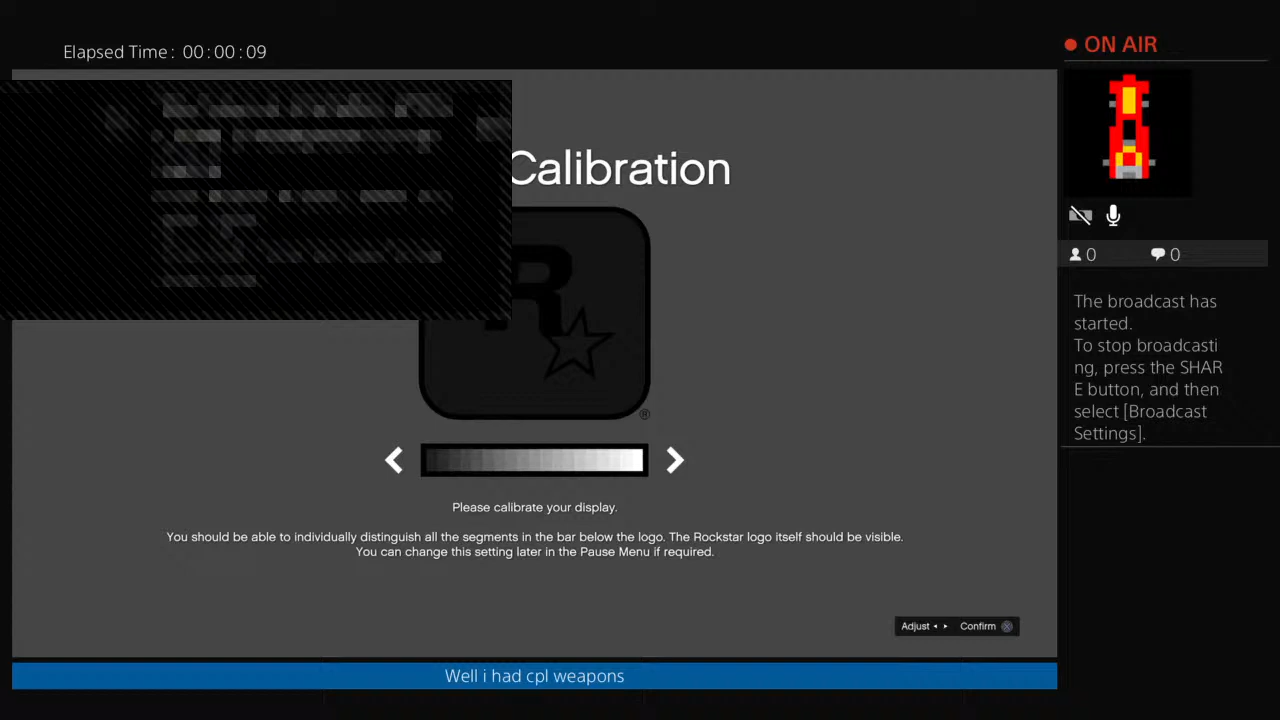 Elapsed Time: 00:00:09
ON AIR
Calibration
R
®
0
0
The broadcast has
started.
To stop broadcasti
ng, press the SHAR
E button, and then
select [Broadcast
Settings].
Please calibrate your display.
You should be able to individually distinguish all the segments in the bar below the logo. The Rockstar logo itself should be visible.
You can change this setting later in the Pause Menu if required.
Adjust Confirm
Well i had cpl weapons